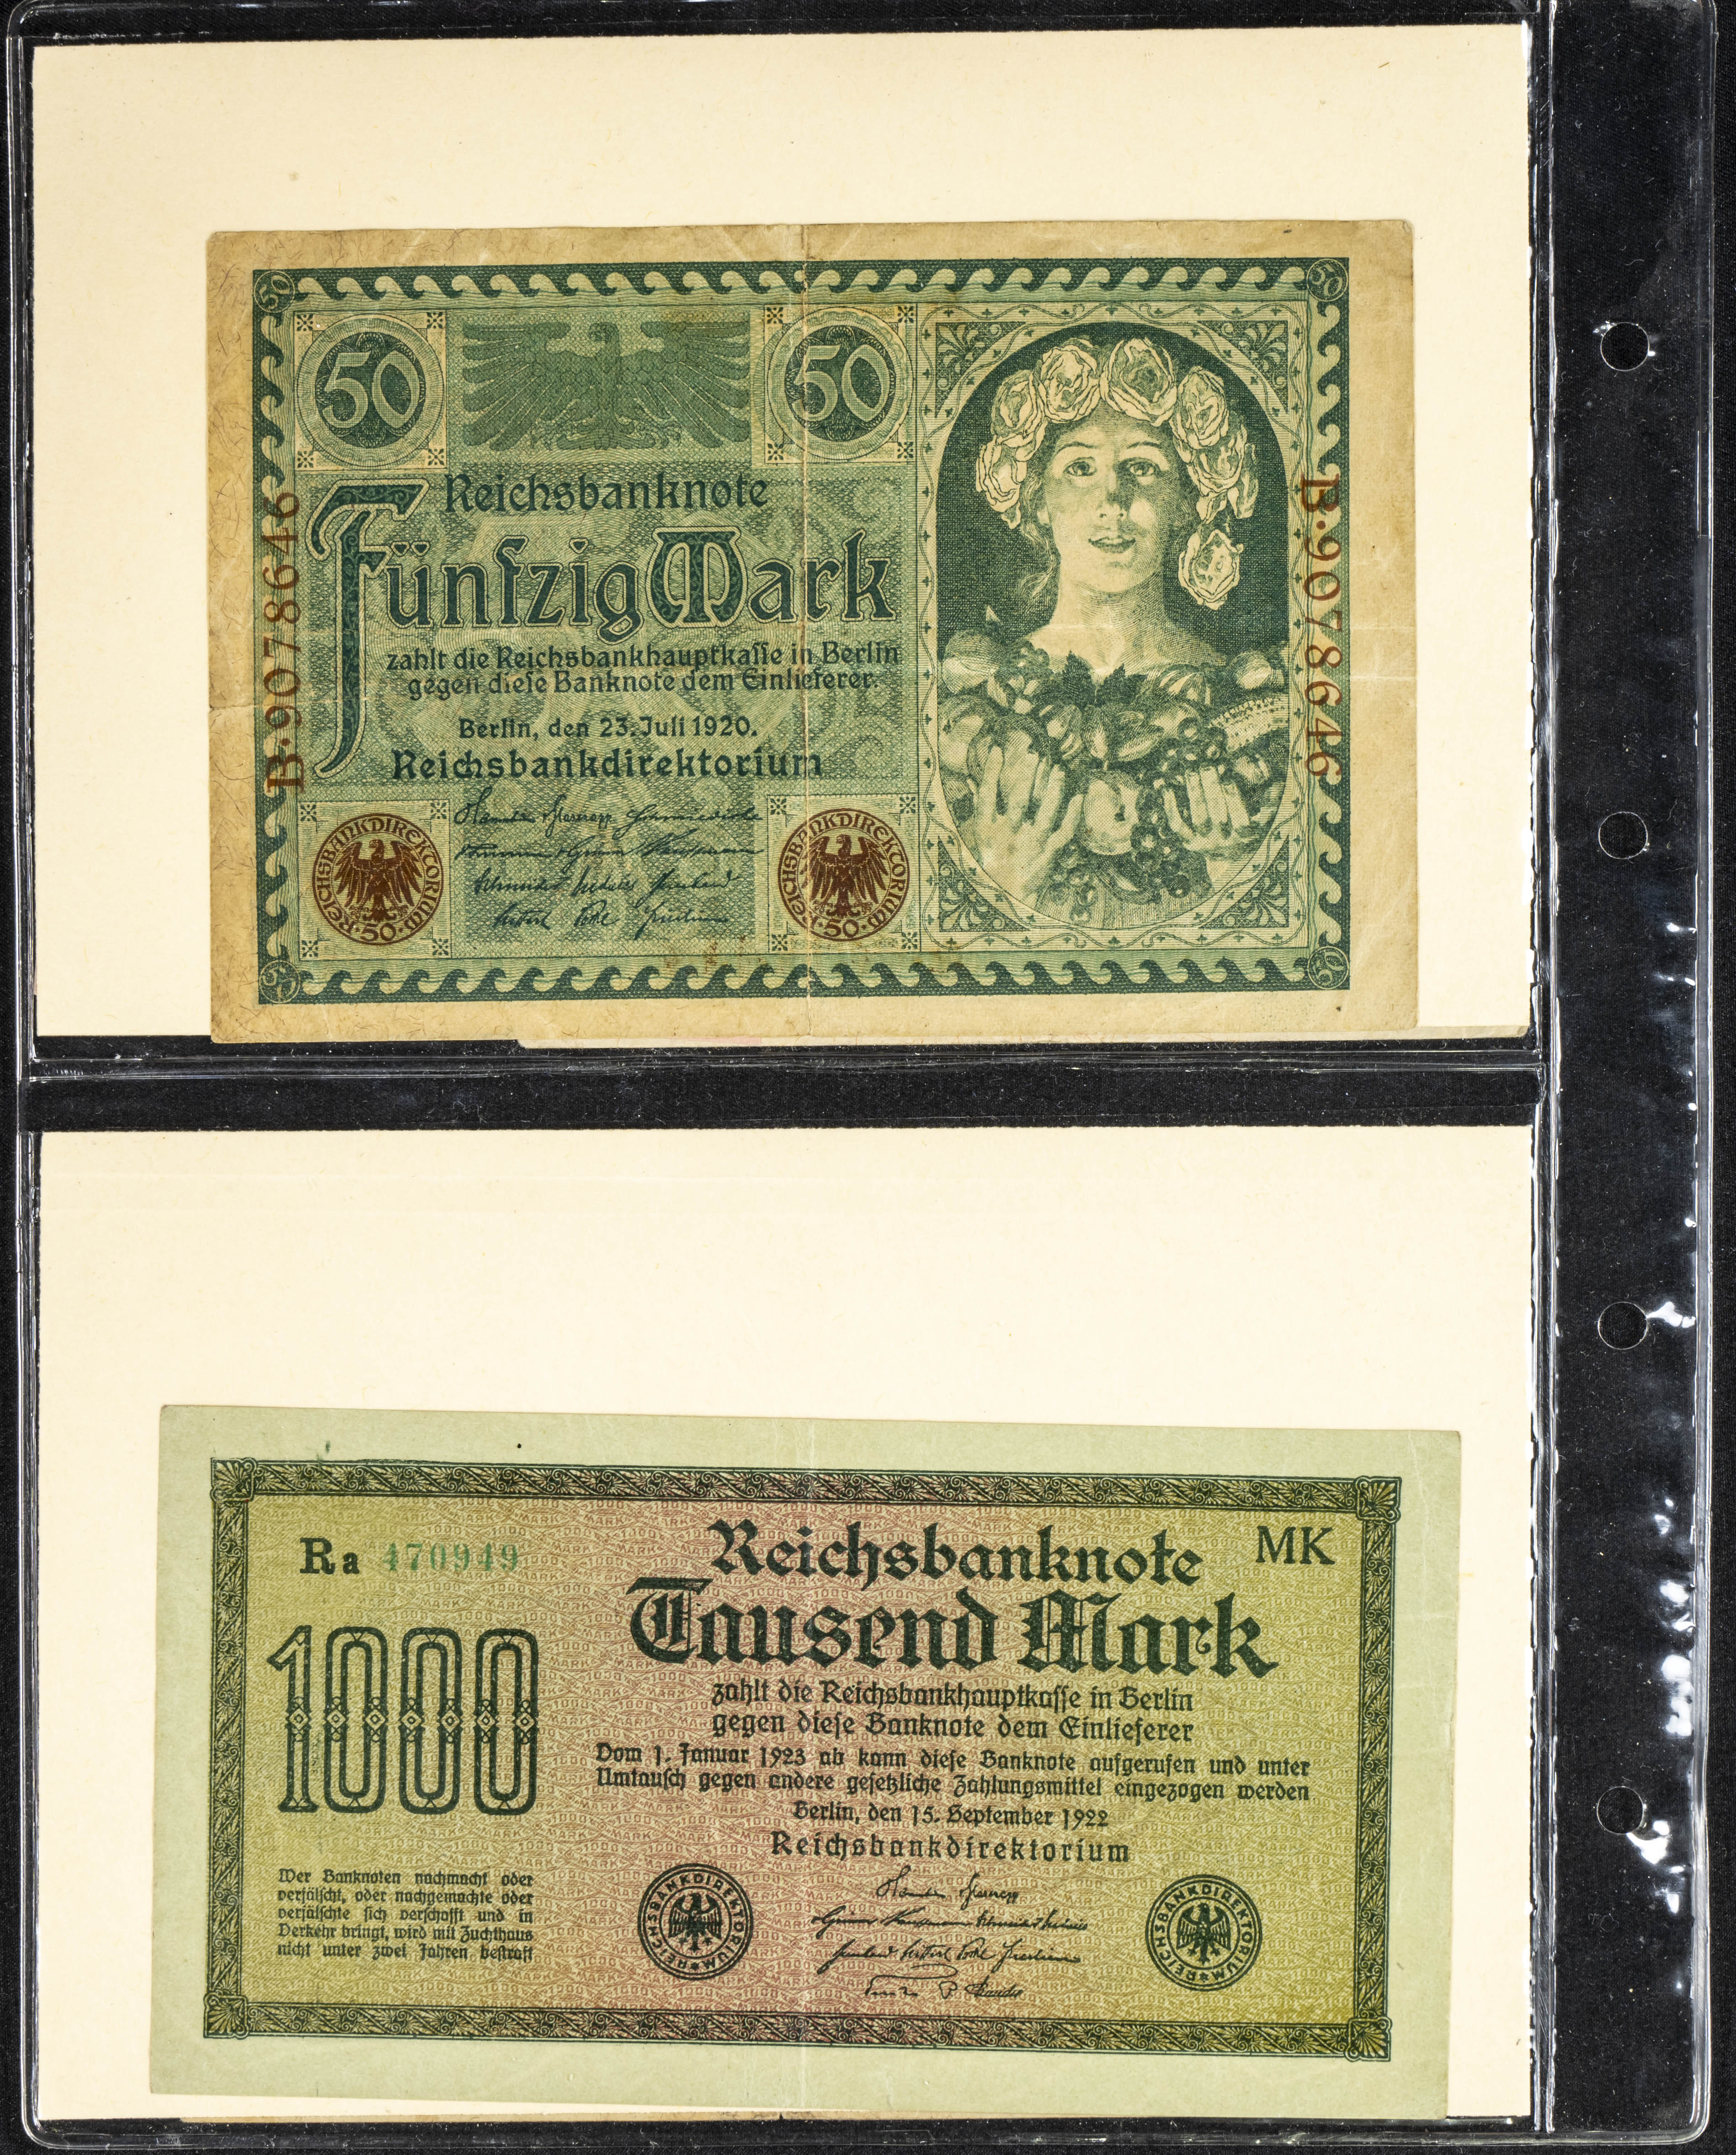 50
50
50
50
Reichsbanknote
Fünfzig Mark
zahlt die Reichsbankhauptkasse in Berlin
gegen diese Banknote dem Einlieferer.
Berlin, den 23. Juli 1920.
Reichsbankdirektorium
REICHSBANKDIREKTORIUM
·50·
REICHSBANKDIREKTORIUM
·50·
50
50
B·9078646
B·9078646
Ra 470949
Reichsbanknote
MK
Tausend Mark
1000
zahlt die Reichsbankhauptkasse in Berlin
gegen diese Banknote dem Einlieferer
Vom 1. Januar 1923 ab kann diese Banknote aufgerufen und unter
Umtausch gegen andere gesetzliche Zahlungsmittel eingezogen werden
Berlin, den 15. September 1922
Reichsbankdirektorium
Wer Banknoten nachmacht oder
verfälscht, oder nachgemachte oder
verfälschte sich verschafft und in
Verkehr bringt, wird mit Zuchthaus
nicht unter zwei Jahren bestraft
REICHSBANKDIREKTORIUM
REICHSBANKDIREKTORIUM